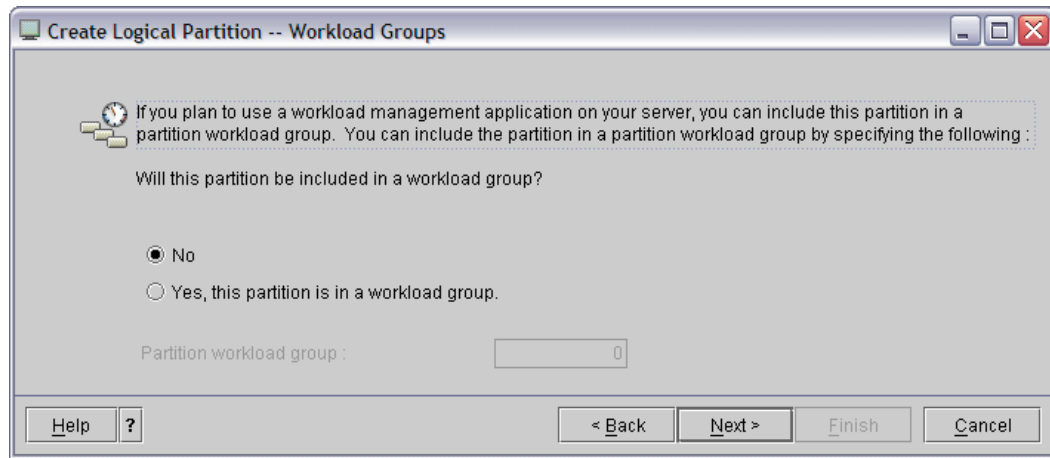 Create Logical Partition -- Workload Groups
If you plan to use a workload management application on your server, you can include this partition in a
partition workload group. You can include the partition in a partition workload group by specifying the following :
Will this partition be included in a workload group?
No
Yes, this partition is in a workload group.
Partition workload group : 0
Help ? < Back Next > Finish Cancel